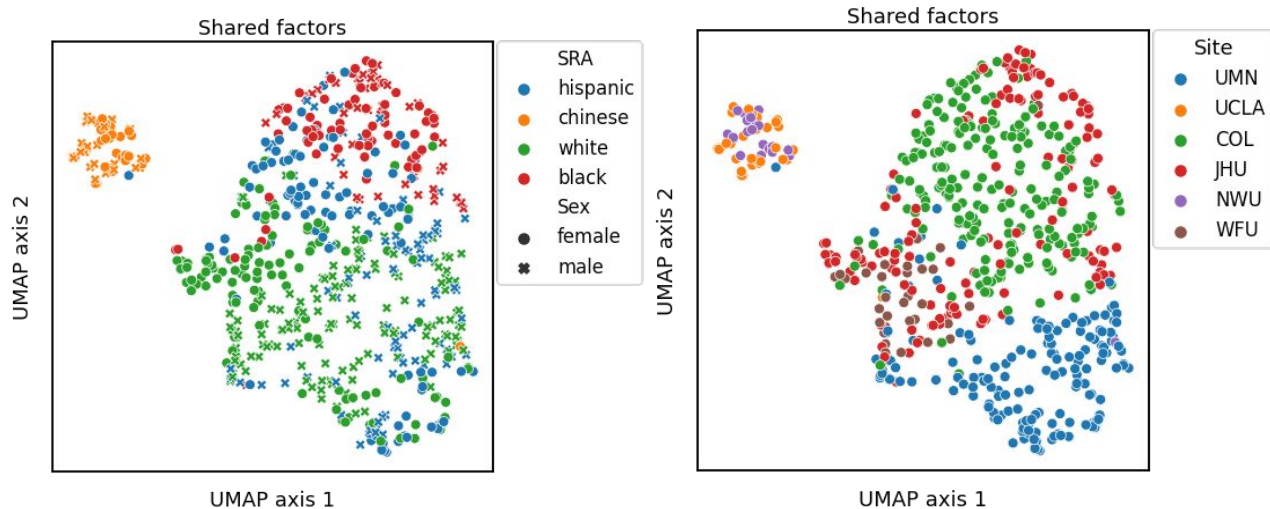 Shared factors
SRA
hispanic
chinese
white
black
Sex
female
male
UMAP axis 2
UMAP axis 1
Shared factors
Site
UMN
UCLA
COL
JHU
NWU
WFU
UMAP axis 2
UMAP axis 1